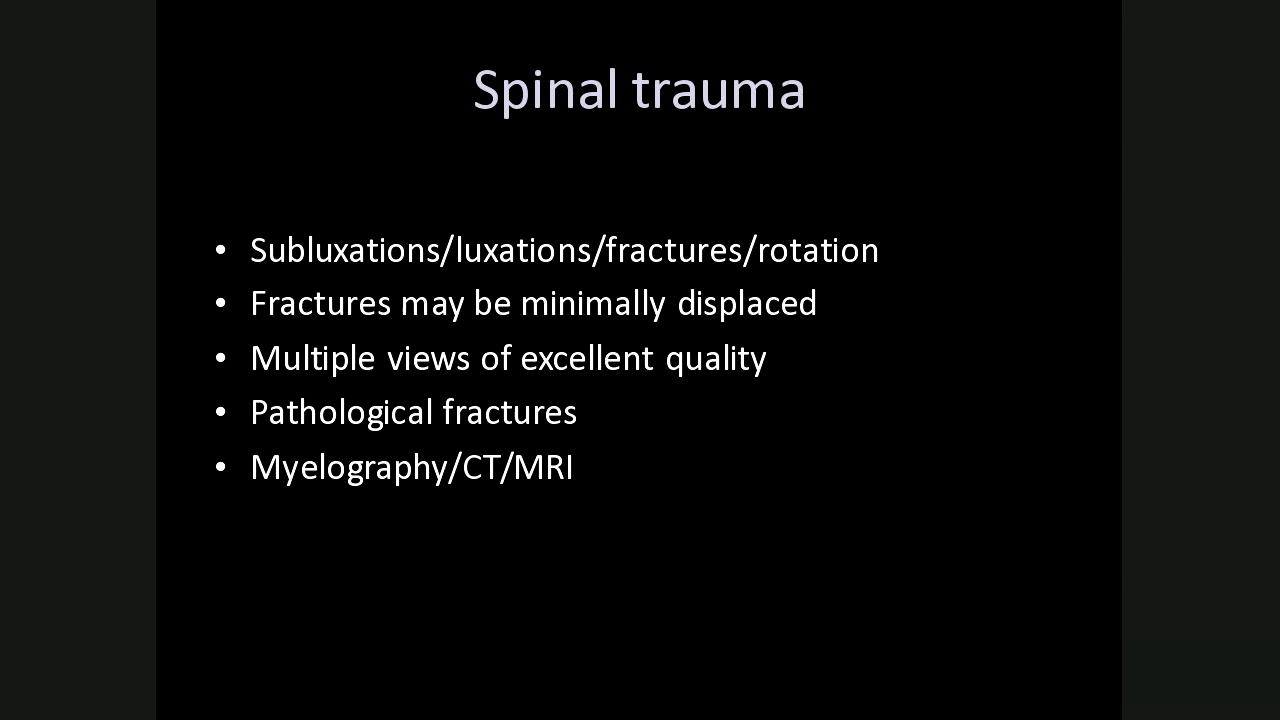 Spinal trauma
• Subluxations/luxations/fractures/rotation
• Fractures may be minimally displaced
• Multiple views of excellent quality
• Pathological fractures
• Myelography/CT/MRI